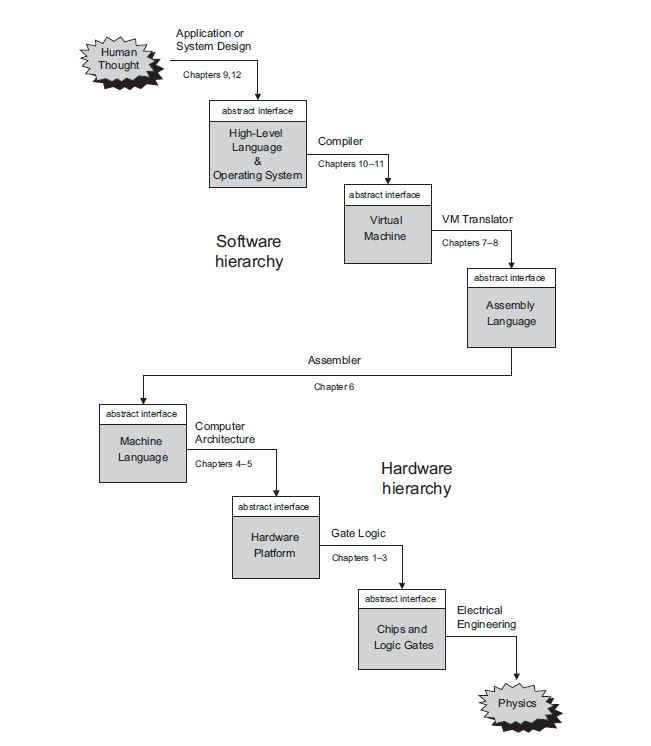 Human
Thought
Application or
System Design
Chapters 9,12
abstract interface
High-Level
Language
&
Operating System
Compiler
Chapters 10–11
abstract interface
Virtual
Machine
VM Translator
Chapters 7–8
Software
hierarchy
abstract interface
Assembly
Language
Assembler
Chapter 6
abstract interface
Machine
Language
Computer
Architecture
Chapters 4–5
Hardware
hierarchy
abstract interface
Hardware
Platform
Gate Logic
Chapters 1–3
abstract interface
Chips and
Logic Gates
Electrical
Engineering
Physics